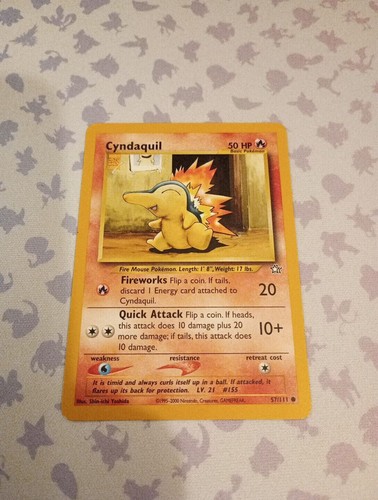 Cyndaquil 50 HP
Basic Pokémon
Fire Mouse Pokémon. Length: 1' 8", Weight: 17 lbs.
Fireworks Flip a coin. If tails,
discard 1 Energy card attached to
Cyndaquil.
20
Quick Attack Flip a coin. If heads,
this attack does 10 damage plus 20
more damage; if tails, this attack does
10 damage.
10+
weakness resistance retreat cost
It is timid and always curls itself up in a ball. If attacked, it
flares up its back for protection. LV. 21 #155
Illus. Shin-ichi Yoshida ©1995-2000 Nintendo, Creatures, GAMEFREAK. 57/111